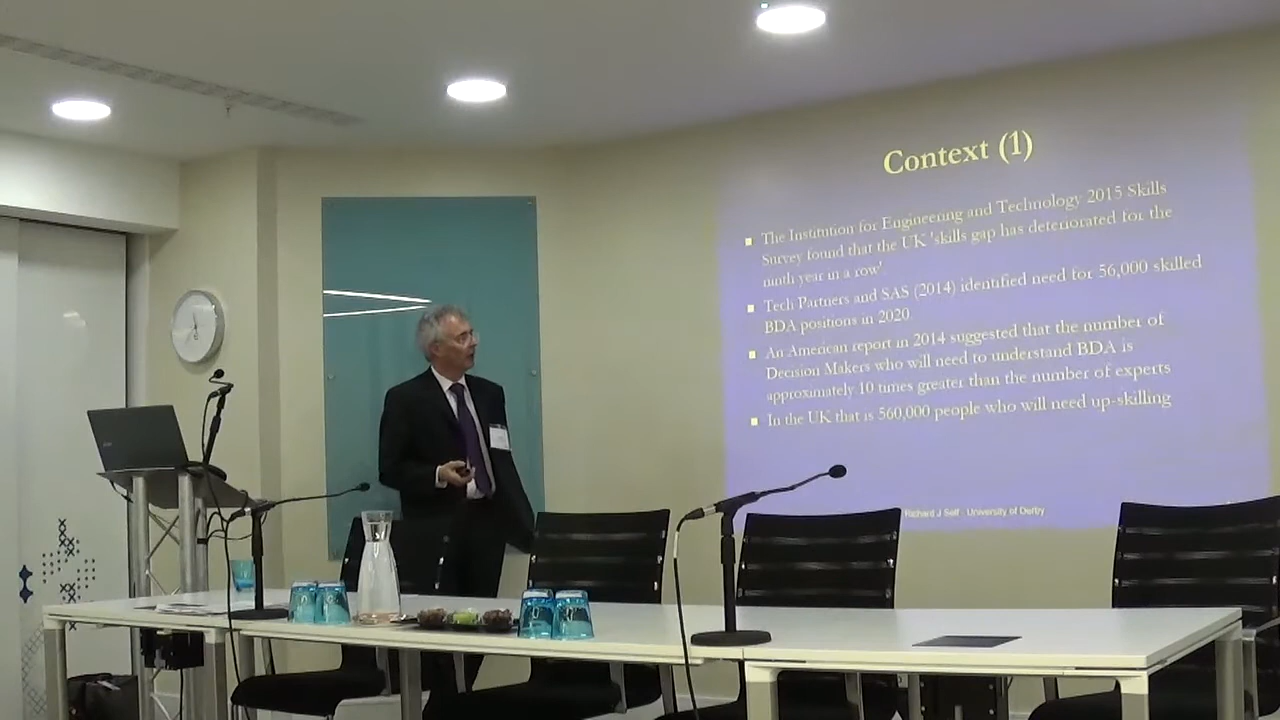 Context (1)
The Institution for Engineering and Technology 2015 Skills
Survey found that the UK 'skills gap has deteriorated for the
ninth year in a row'
Tech Partners and SAS (2014) identified need for 56,000 skilled
BDA positions in 2020
An American report in 2014 suggested that the number of
Decision Makers who will need to understand BDA is
approximately 10 times greater than the number of experts
In the UK that is 560,000 people who will need up-skilling
Richard J Self - University of Derby